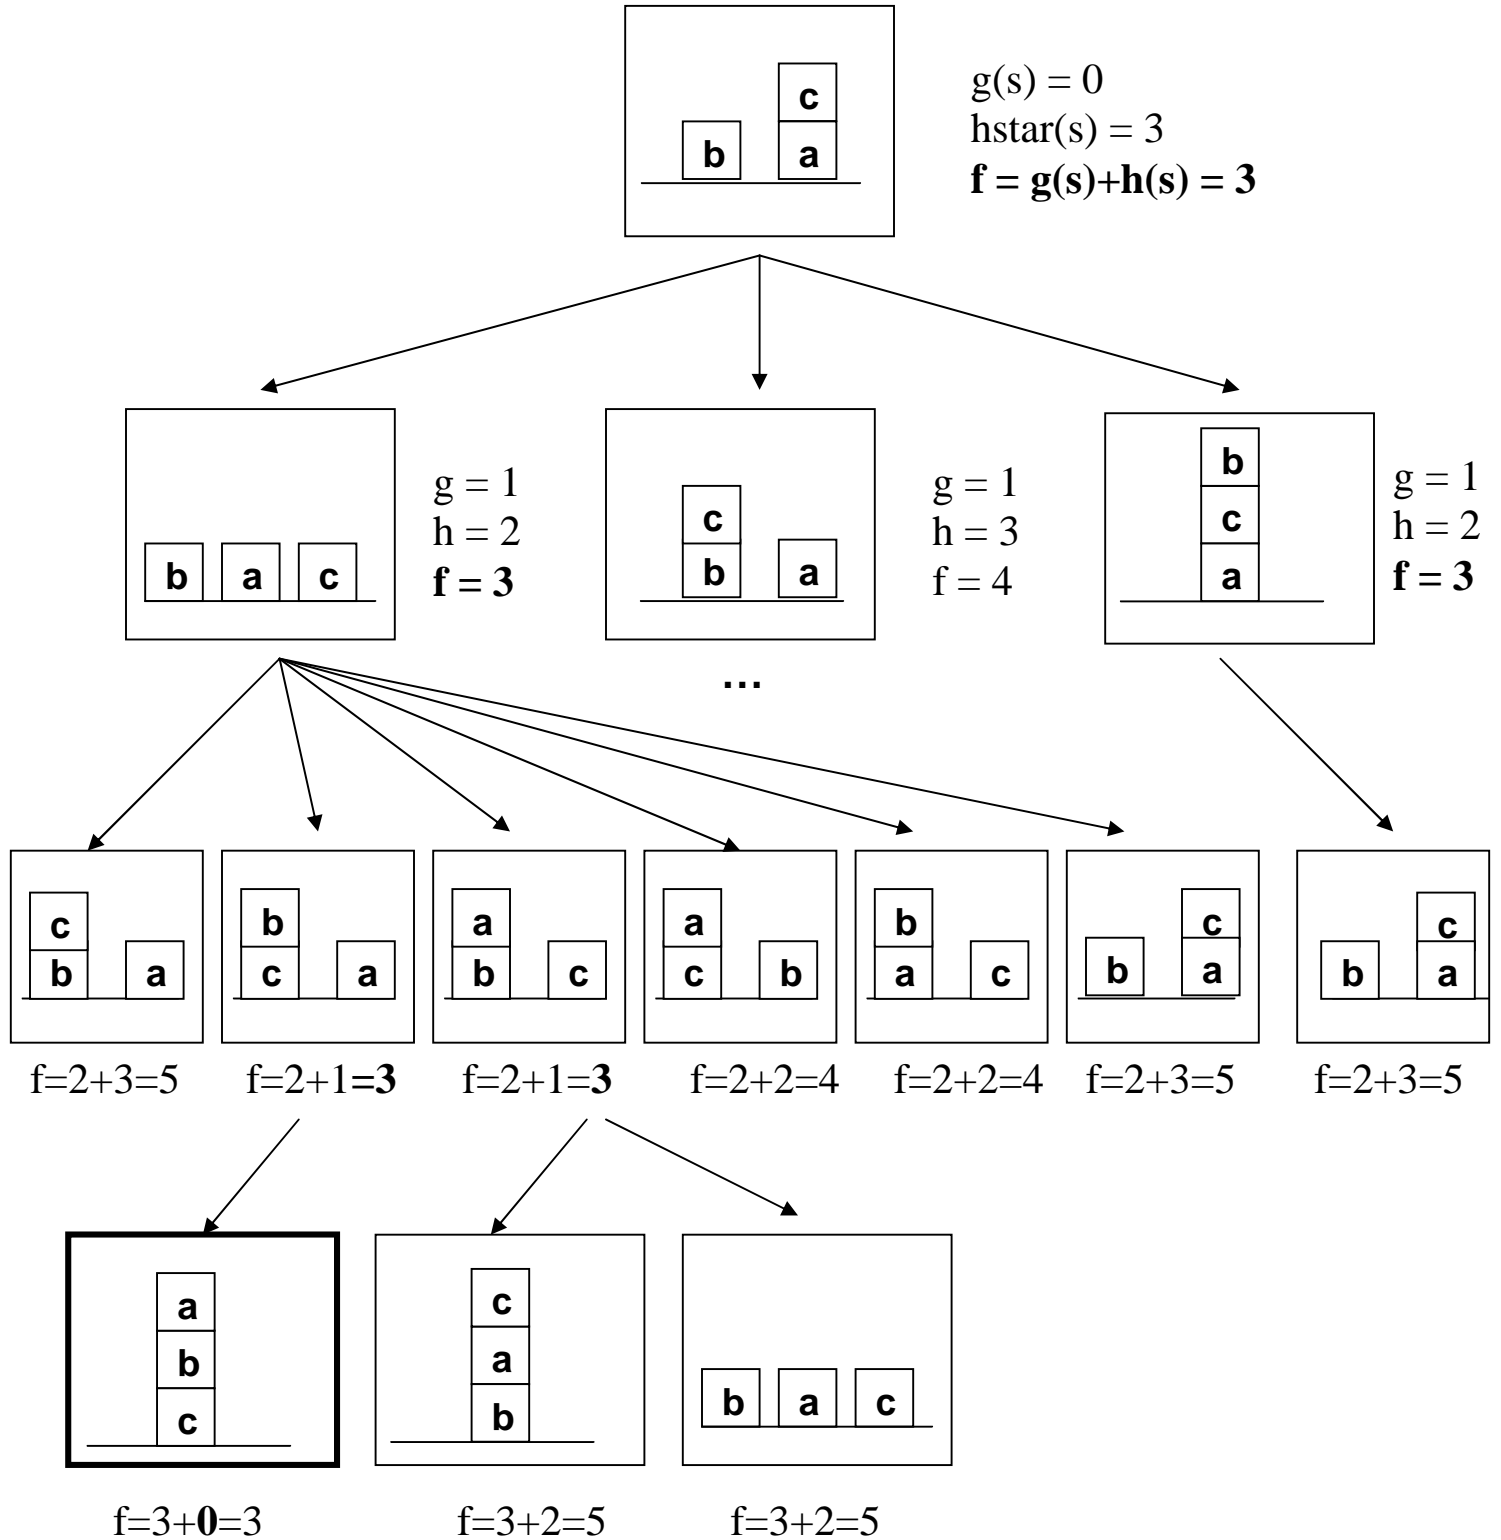 c
b a
g(s) = 0
hstar(s) = 3
f = g(s)+h(s) = 3
b a c
g = 1
h = 2
f = 3
c
b a
g = 1
h = 3
f = 4
b
c
a
g = 1
h = 2
f = 3
...
c
b a
f=2+3=5
b
c a
f=2+1=3
a
b c
f=2+1=3
a
c b
f=2+2=4
b
a c
f=2+2=4
c
b a
f=2+3=5
c
b a
f=2+3=5
a
b
c
f=3+0=3
c
a
b
f=3+2=5
b a c
f=3+2=5